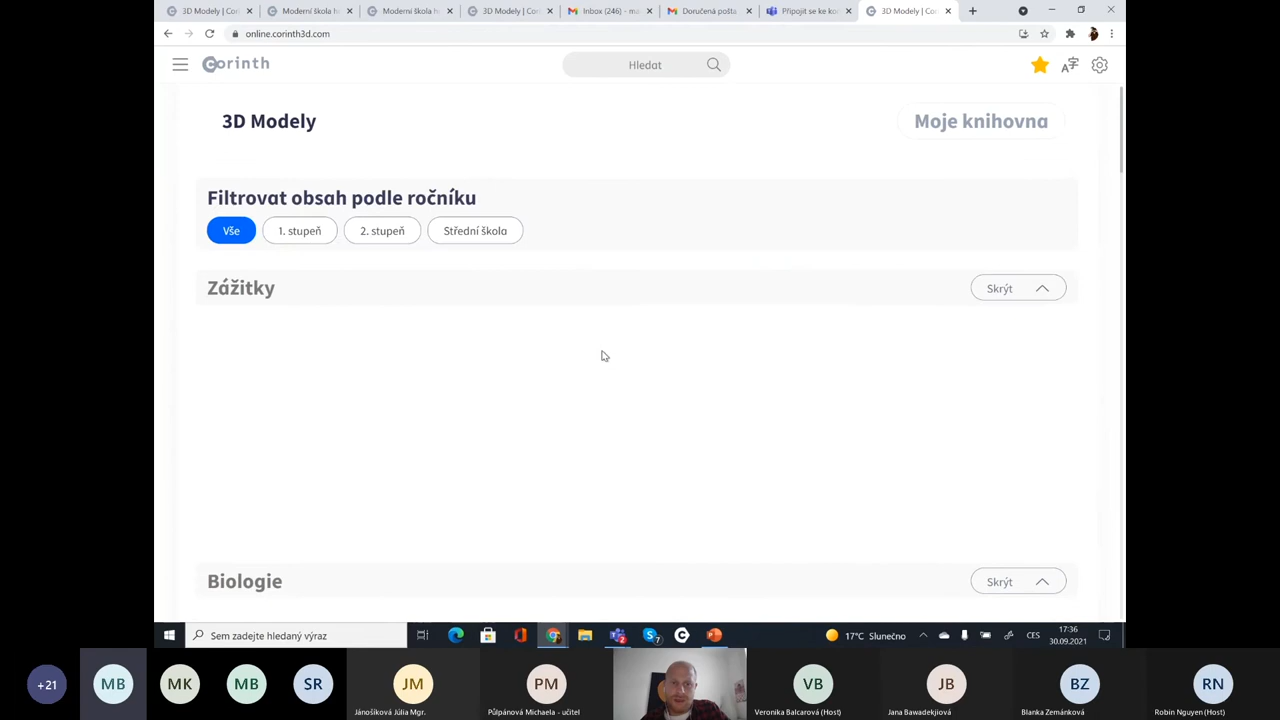 3D Modely | Cori
Moderní škola h
Moderní škola h
3D Modely | Cori
Inbox (246) - ma
Doručená pošta
Připojit se ke kon
3D Modely | Cori
online.corinth3d.com
Corinth
Hledat
3D Modely
Moje knihovna
Filtrovat obsah podle ročníku
Vše
1. stupeň
2. stupeň
Střední škola
Zážitky
Skrýt
Biologie
Skrýt
Sem zadejte hledaný výraz
17°C Slunečno
CES
17:36
30.09.2021
+21
MB
MK
MB
SR
JM
PM
VB
JB
BZ
RN
Jánošíková Júlia Mgr.
Půlpánová Michaela - učitel
Veronika Balcarová (Host)
Jana Bawadekjiová
Blanka Zemánková
Robin Nguyen (Host)